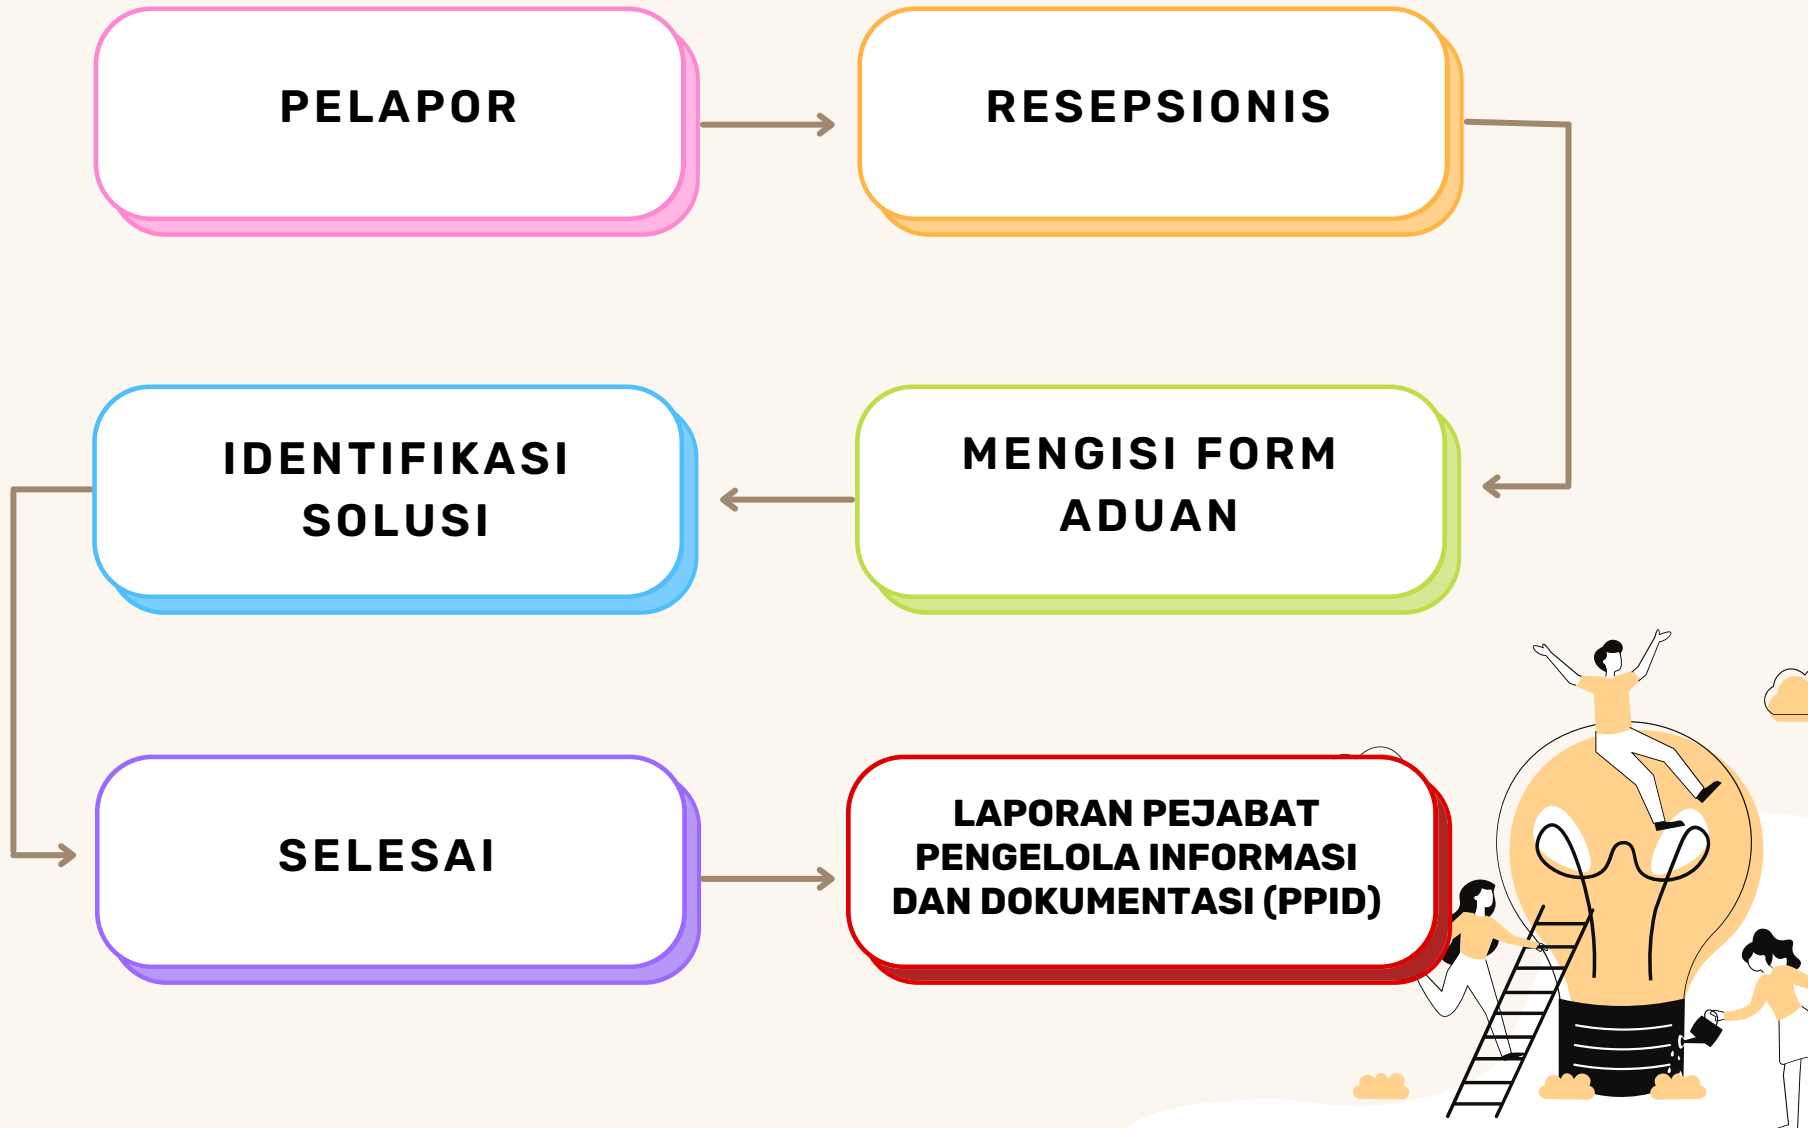 PELAPOR
RESEPSIONIS
MENGISI FORM
ADUAN
IDENTIFIKASI
SOLUSI
SELESAI
LAPORAN PEJABAT
PENGELOLA INFORMASI
DAN DOKUMENTASI (PPID)